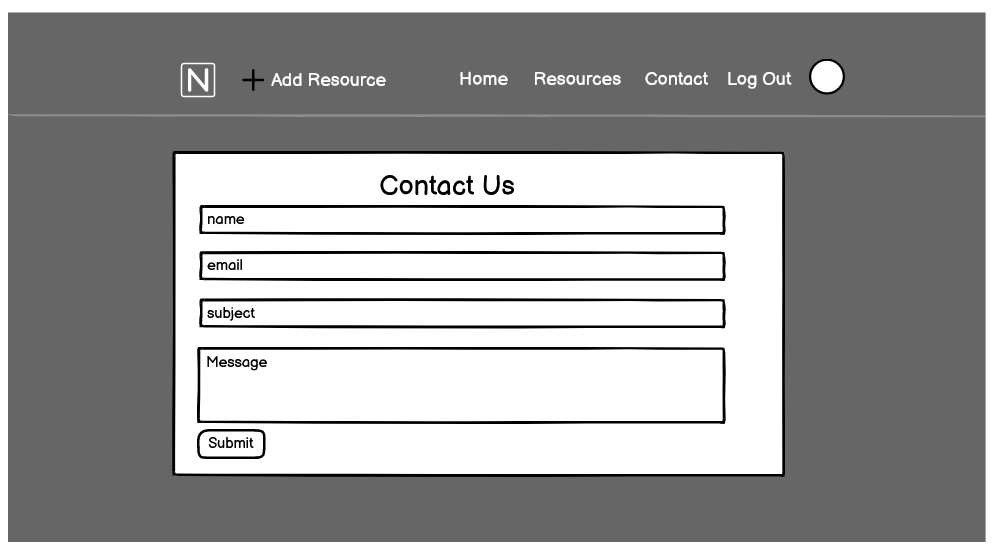 N + Add Resource Home Resources Contact Log Out
Contact Us
name
email
subject
Message
Submit